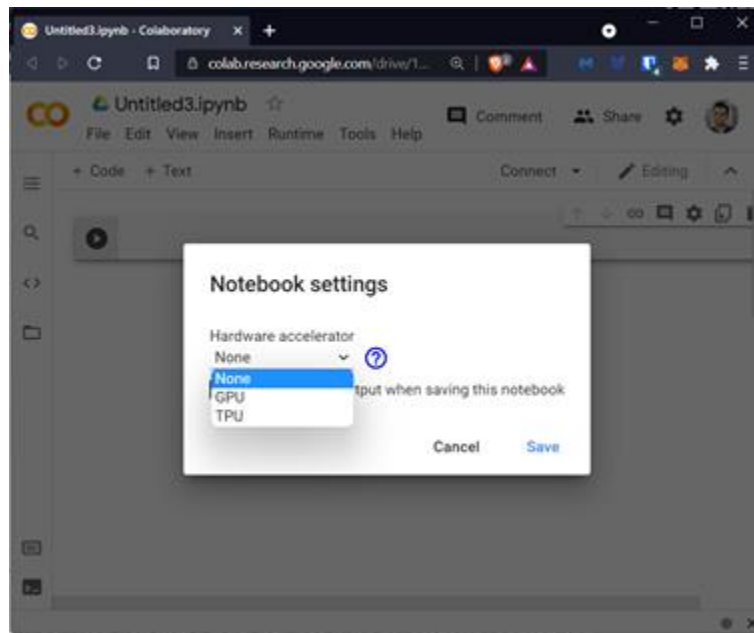 Untitled3.ipynb - Colaboratory
colab.research.google.com/drive/1...
CO
Untitled3.ipynb
Comment
Share
File Edit View Insert Runtime Tools Help
+ Code + Text
Connect
Editing
Notebook settings
Hardware accelerator
None
None
GPU
tput when saving this notebook
TPU
Cancel Save